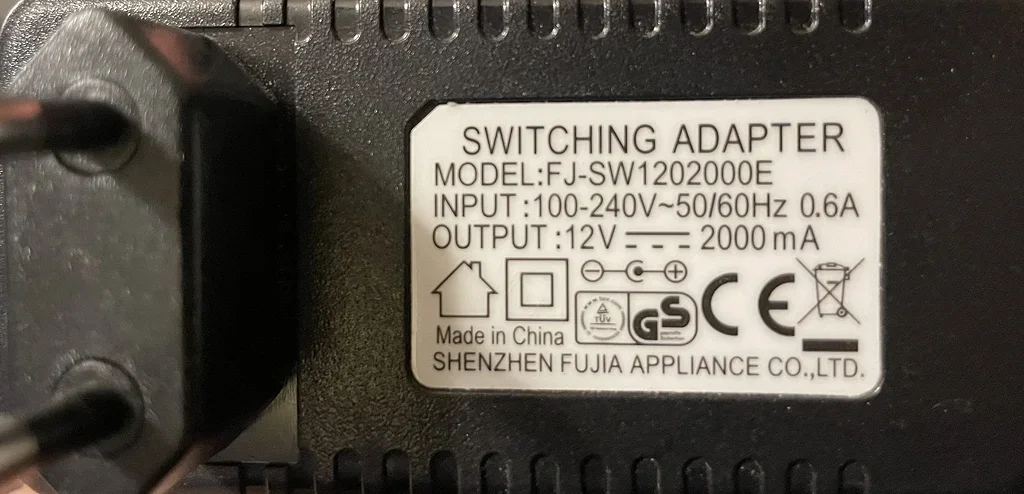 SWITCHING ADAPTER
MODEL:FJ-SW1202000E
INPUT :100-240V~50/60Hz 0.6A
OUTPUT :12V 2000mA
TÜV GS CE
Made in China
SHENZHEN FUJIA APPLIANCE CO.,LTD.